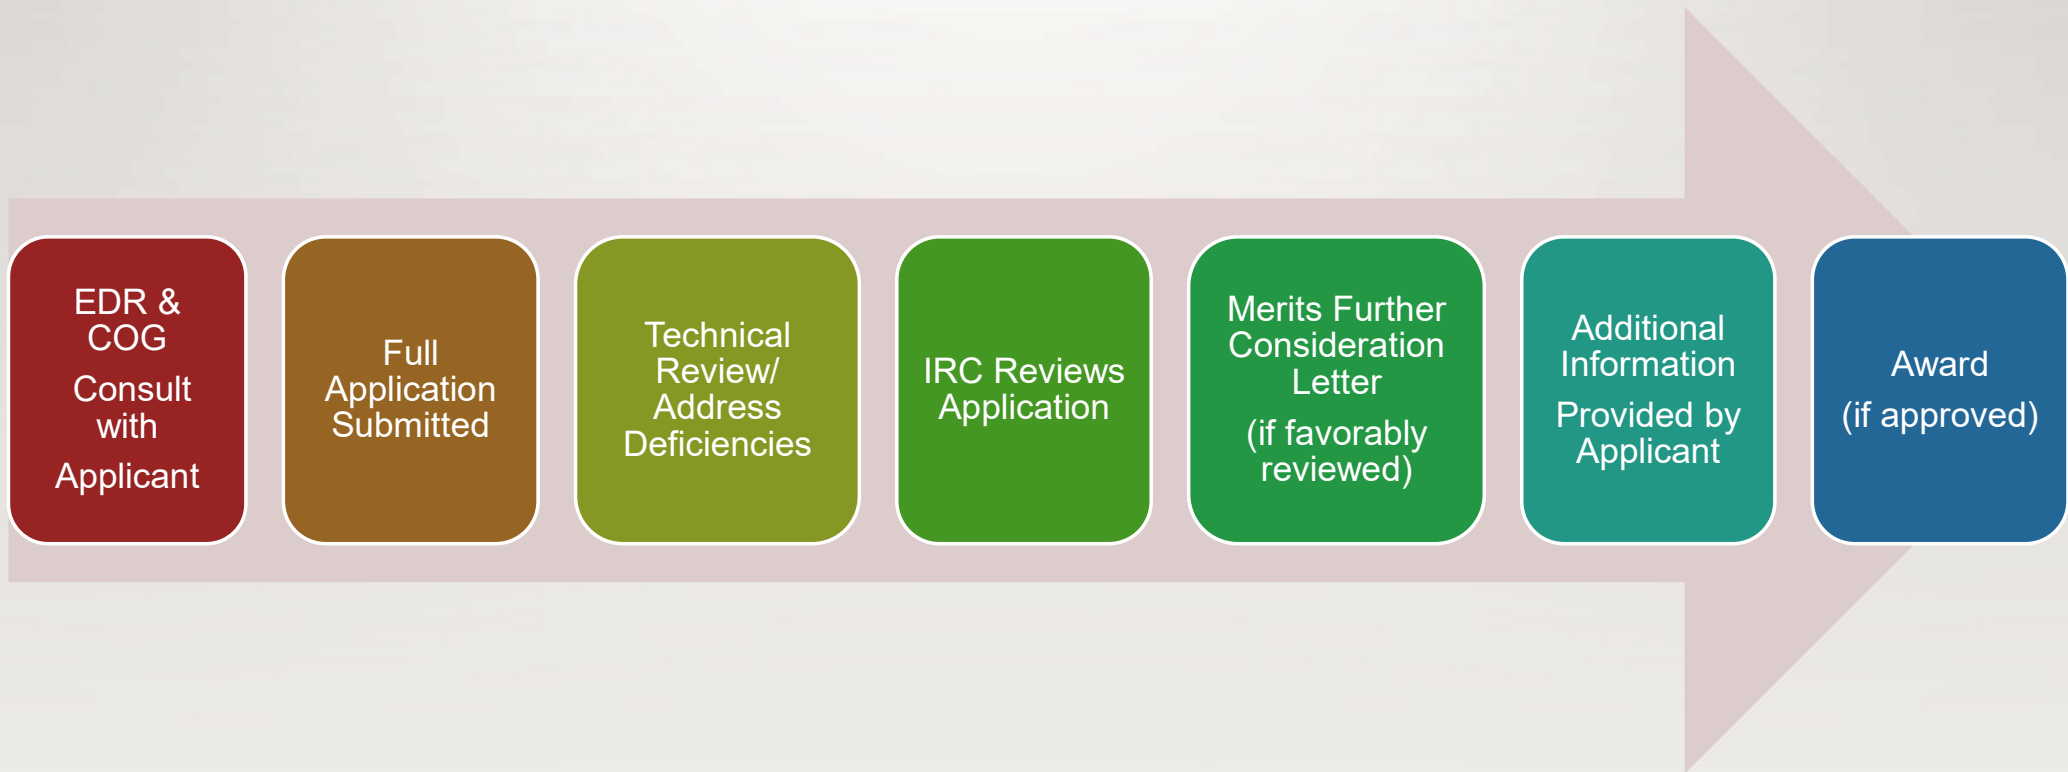 EDR &
COG
Consult
with
Applicant
Full
Application
Submitted
Technical
Review/
Address
Deficiencies
IRC Reviews
Application
Merits Further
Consideration
Letter
(if favorably
reviewed)
Additional
Information
Provided by
Applicant
Award
(if approved)